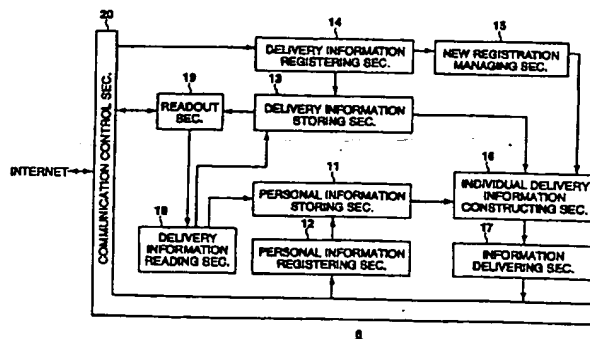 20
14
15
DELIVERY INFORMATION
REGISTERING SEC.
NEW REGISTRATION
MANAGING SEC.
19
13
READOUT
SEC.
DELIVERY INFORMATION
STORING SEC.
COMMUNICATION CONTROL SEC.
INTERNET
11
16
PERSONAL INFORMATION
STORING SEC.
INDIVIDUAL DELIVERY
INFORMATION
CONSTRUCTING SEC.
18
12
17
DELIVERY
INFORMATION
READING SEC.
PERSONAL INFORMATION
REGISTERING SEC.
INFORMATION
DELIVERING SEC.
6